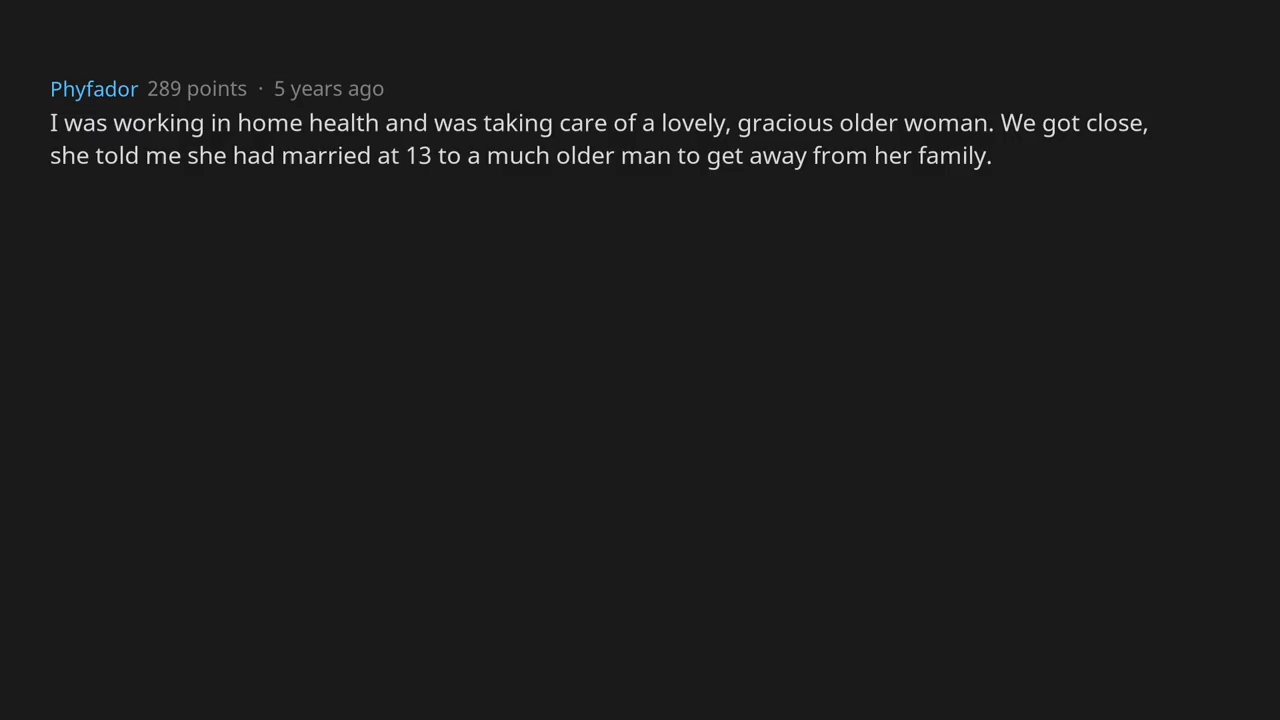 Phyfador 289 points · 5 years ago
I was working in home health and was taking care of a lovely, gracious older woman. We got close,
she told me she had married at 13 to a much older man to get away from her family.